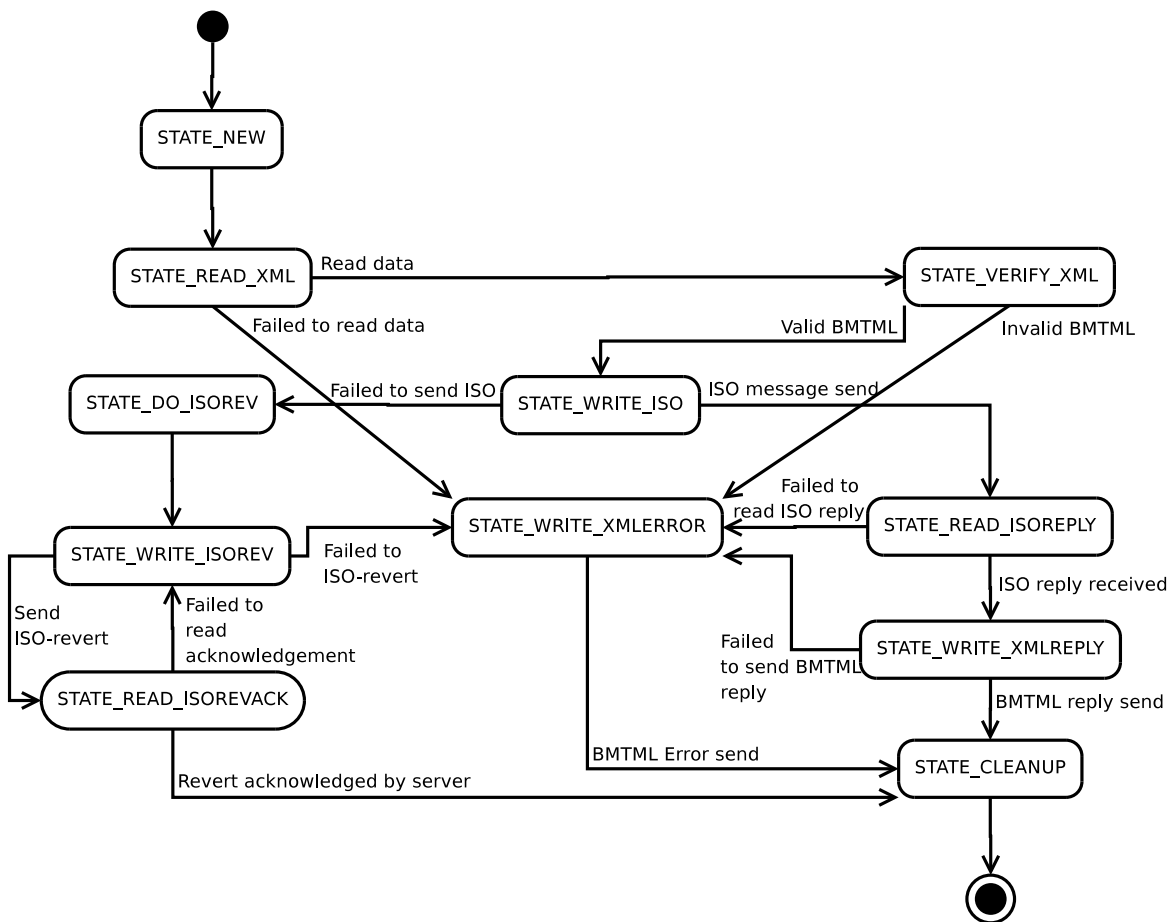 STATE_NEW
STATE_READ_XML
Read data
STATE_VERIFY_XML
Failed to read data
Valid BMTML
Invalid BMTML
STATE_DO_ISOREV
Failed to send ISO
STATE_WRITE_ISO
ISO message send
STATE_WRITE_XMLERROR
Failed to
read ISO reply
STATE_READ_ISOREPLY
STATE_WRITE_ISOREV
Failed to
ISO-revert
ISO reply received
Send
ISO-revert
Failed to
read
acknowledgement
Failed
to send BMTML
reply
STATE_WRITE_XMLREPLY
STATE_READ_ISOREVACK
BMTML reply send
BMTML Error send
STATE_CLEANUP
Revert acknowledged by server